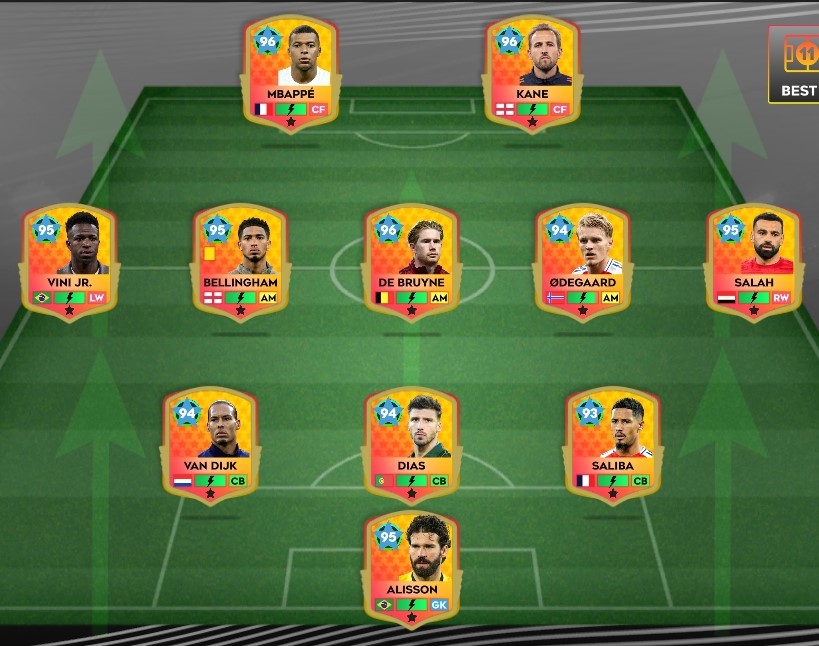 96
MBAPPÉ
CF
96
KANE
CF
11
BEST
95
VINI JR.
LW
95
BELLINGHAM
AM
96
DE BRUYNE
AM
94
ØDEGAARD
AM
95
SALAH
RW
94
VAN DIJK
CB
94
DIAS
CB
93
SALIBA
CB
95
ALISSON
GK